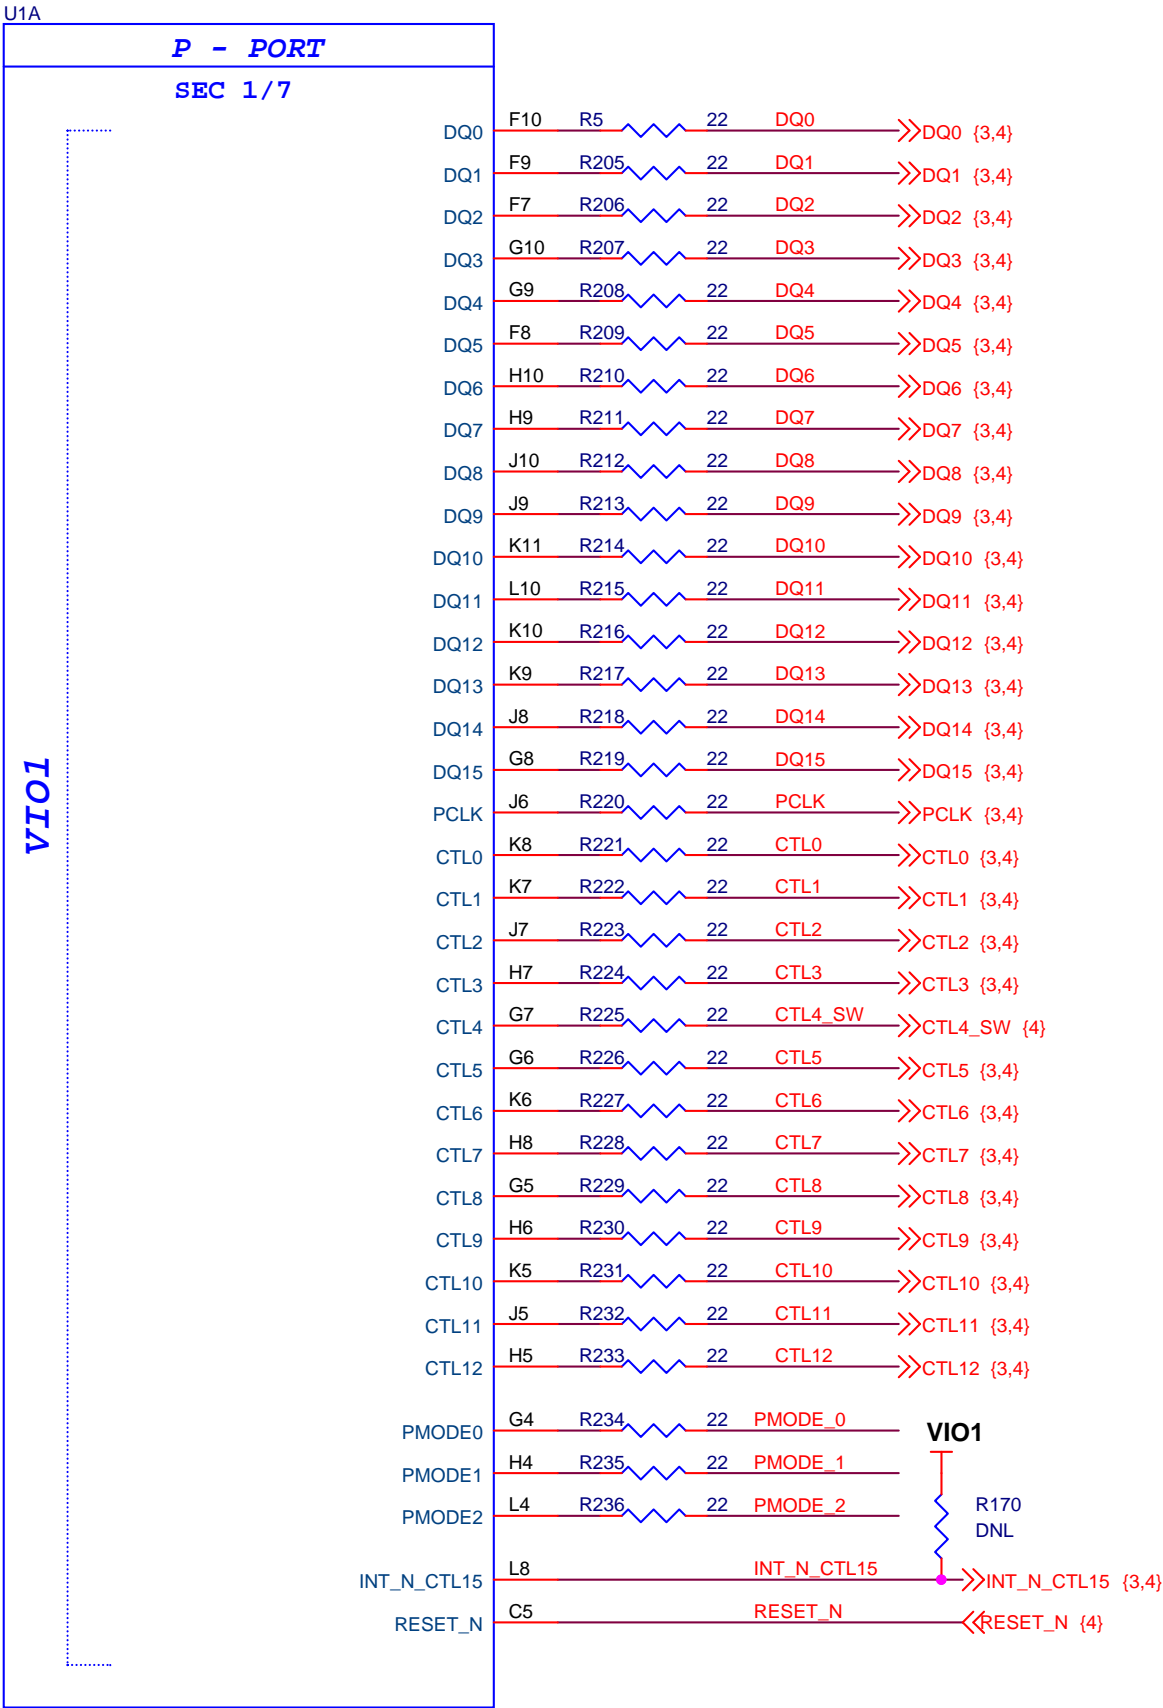 U1A
P - PORT
SEC 1/7
VIO1
DQ0 F10 R5 22 DQ0 DQ0 {3,4}
DQ1 F9 R205 22 DQ1 DQ1 {3,4}
DQ2 F7 R206 22 DQ2 DQ2 {3,4}
DQ3 G10 R207 22 DQ3 DQ3 {3,4}
DQ4 G9 R208 22 DQ4 DQ4 {3,4}
DQ5 F8 R209 22 DQ5 DQ5 {3,4}
DQ6 H10 R210 22 DQ6 DQ6 {3,4}
DQ7 H9 R211 22 DQ7 DQ7 {3,4}
DQ8 J10 R212 22 DQ8 DQ8 {3,4}
DQ9 J9 R213 22 DQ9 DQ9 {3,4}
DQ10 K11 R214 22 DQ10 DQ10 {3,4}
DQ11 L10 R215 22 DQ11 DQ11 {3,4}
DQ12 K10 R216 22 DQ12 DQ12 {3,4}
DQ13 K9 R217 22 DQ13 DQ13 {3,4}
DQ14 J8 R218 22 DQ14 DQ14 {3,4}
DQ15 G8 R219 22 DQ15 DQ15 {3,4}
PCLK J6 R220 22 PCLK PCLK {3,4}
CTL0 K8 R221 22 CTL0 CTL0 {3,4}
CTL1 K7 R222 22 CTL1 CTL1 {3,4}
CTL2 J7 R223 22 CTL2 CTL2 {3,4}
CTL3 H7 R224 22 CTL3 CTL3 {3,4}
CTL4 G7 R225 22 CTL4_SW CTL4_SW {4}
CTL5 G6 R226 22 CTL5 CTL5 {3,4}
CTL6 K6 R227 22 CTL6 CTL6 {3,4}
CTL7 H8 R228 22 CTL7 CTL7 {3,4}
CTL8 G5 R229 22 CTL8 CTL8 {3,4}
CTL9 H6 R230 22 CTL9 CTL9 {3,4}
CTL10 K5 R231 22 CTL10 CTL10 {3,4}
CTL11 J5 R232 22 CTL11 CTL11 {3,4}
CTL12 H5 R233 22 CTL12 CTL12 {3,4}
PMODE0 G4 R234 22 PMODE_0
VIO1
PMODE1 H4 R235 22 PMODE_1
PMODE2 L4 R236 22 PMODE_2
R170
DNL
INT_N_CTL15 L8 INT_N_CTL15 INT_N_CTL15 {3,4}
RESET_N C5 RESET_N RESET_N {4}